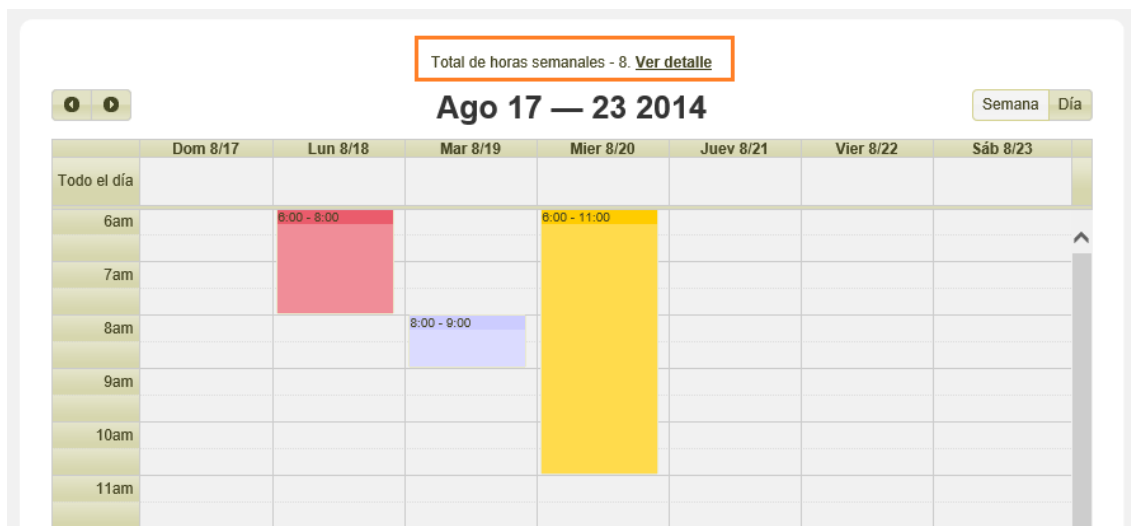 Total de horas semanales - 8. Ver detalle
Ago 17 — 23 2014
Semana Día
Dom 8/17 Lun 8/18 Mar 8/19 Mier 8/20 Juev 8/21 Vier 8/22 Sáb 8/23
Todo el día
6am 6:00 - 8:00 6:00 - 11:00
7am
8am 8:00 - 9:00
9am
10am
11am